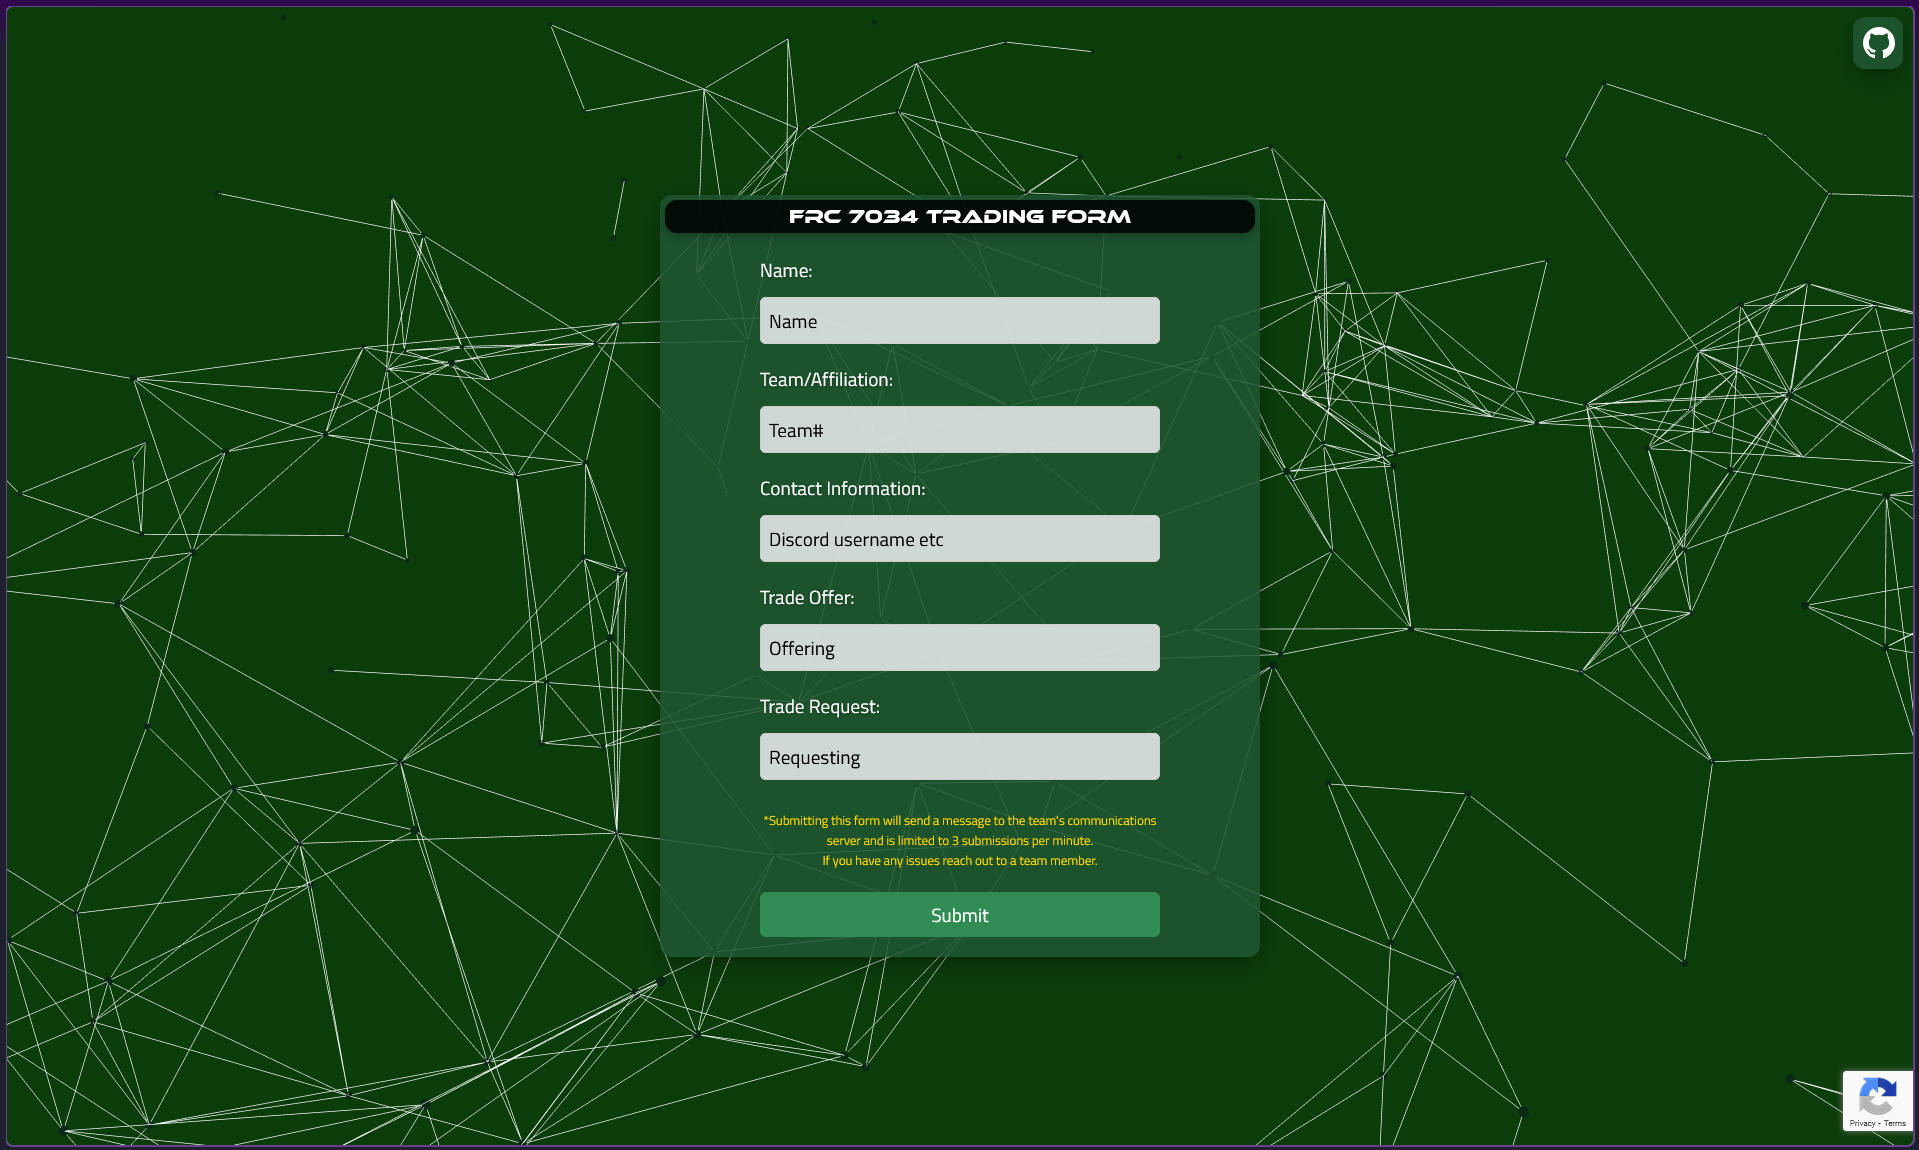 FRC 7034 TRADING FORM
Name:
Name
Team/Affiliation:
Team#
Contact Information:
Discord username etc
Trade Offer:
Offering
Trade Request:
Requesting
*Submitting this form will send a message to the team's communications
server and is limited to 3 submissions per minute.
If you have any issues reach out to a team member.
Submit
Privacy - Terms